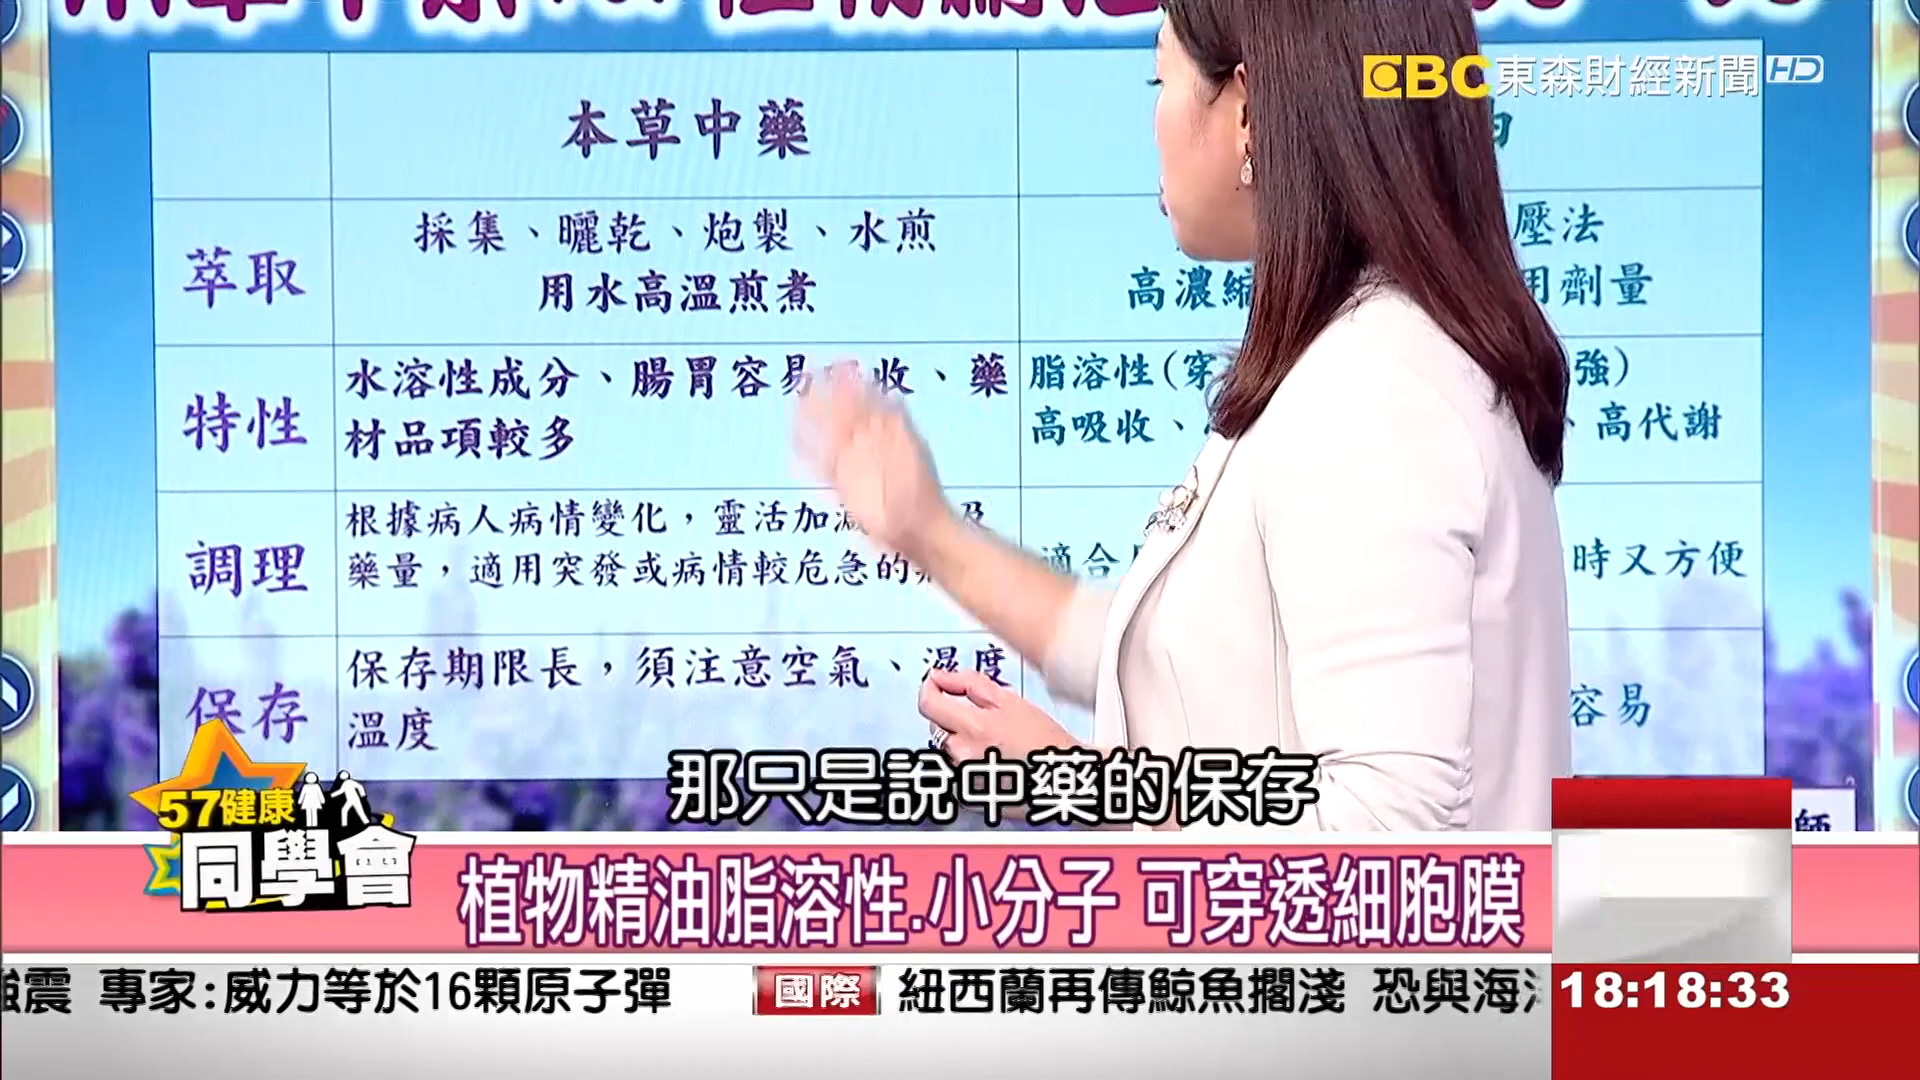 EBC東森財經新聞HD
本草中藥
萃取
採集、曬乾、炮製、水煎
用水高溫煎煮
壓法
高濃縮
用劑量
特性
水溶性成分、腸胃容易吸收、藥
材品項較多
脂溶性(穿
強)
高吸收、
、高代謝
調理
根據病人病情變化,靈活加減
及
藥量,適用突發或病情較危急的
適合
時又方便
保存
保存期限長,須注意空氣、濕度
溫度
容易
師
那只是說中藥的保存
57健康
同學會
植物精油脂溶性.小分子 可穿透細胞膜
強震 專家:威力等於16顆原子彈
國際
紐西蘭再傳鯨魚擱淺 恐與海
18:18:33